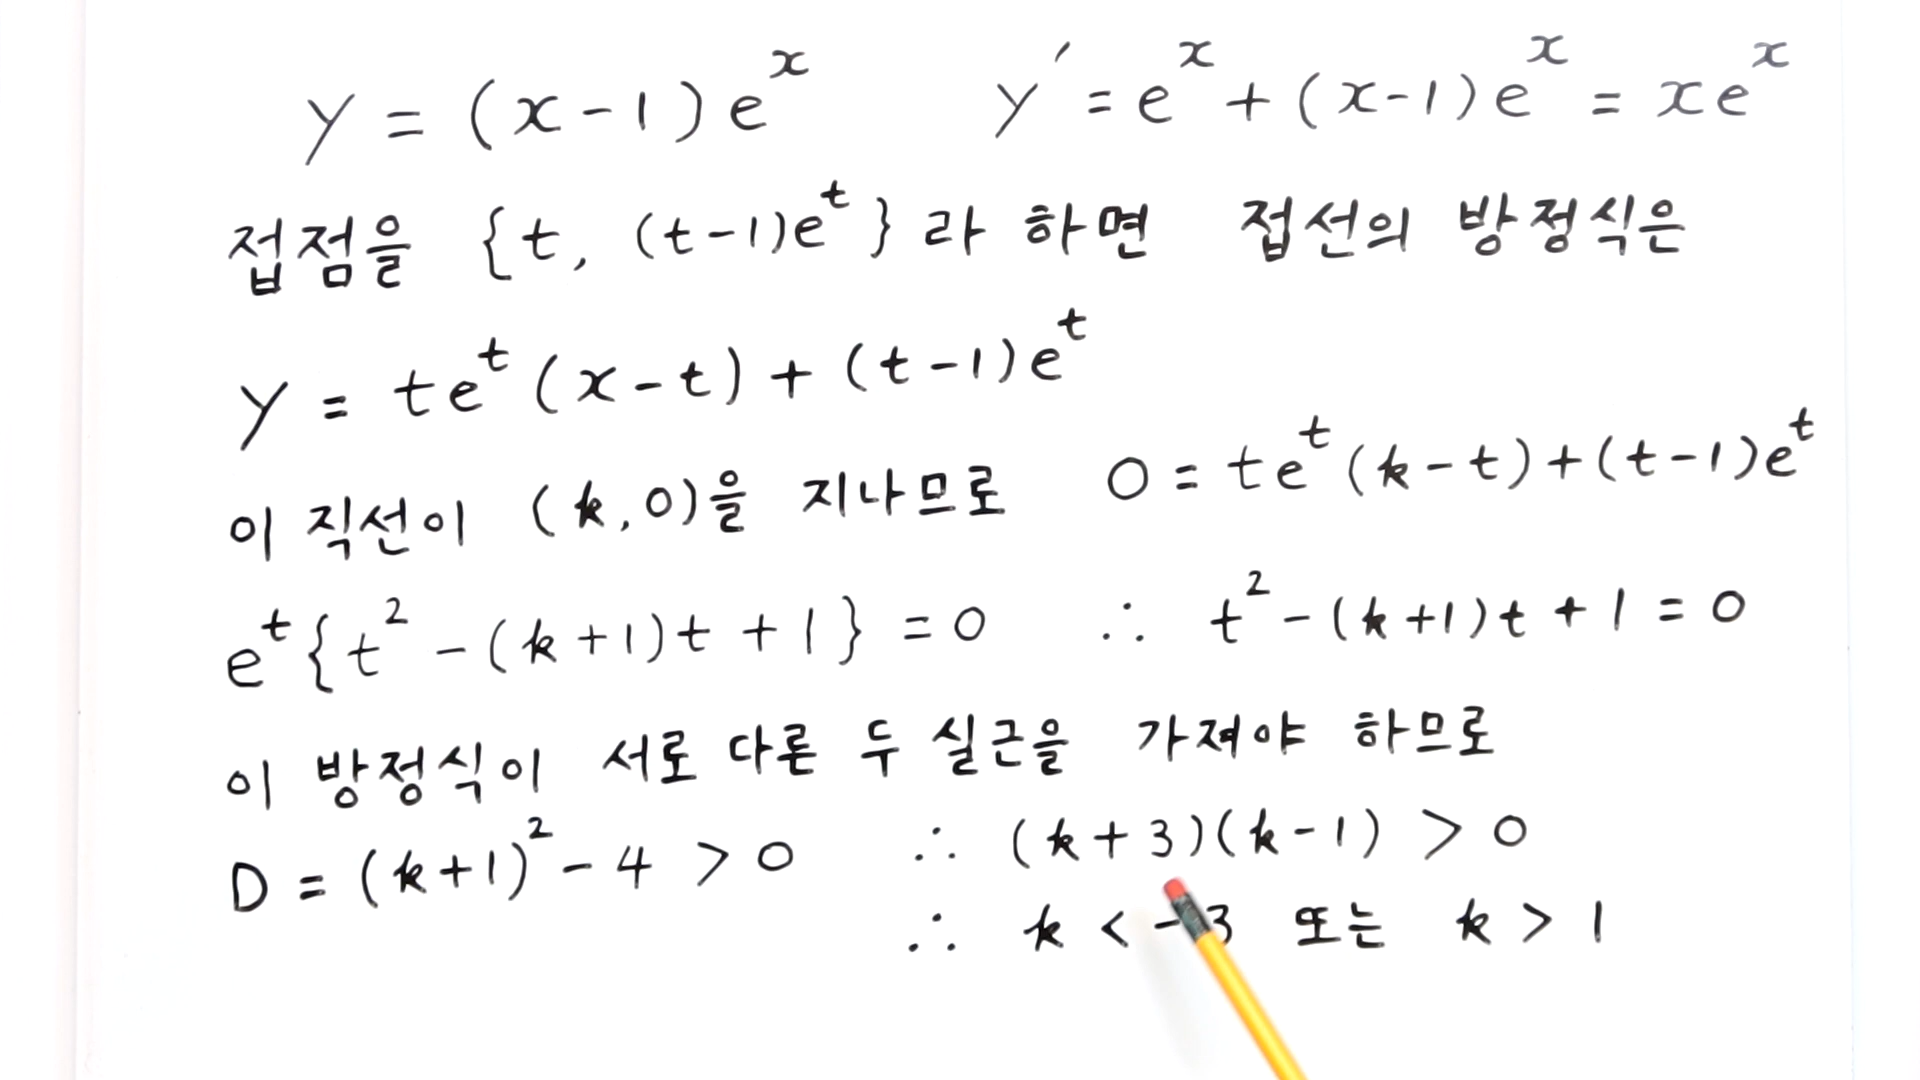 y = (x-1)e^x    y' = e^x + (x-1)e^x = xe^x
접점을 {t, (t-1)e^t}라 하면 접선의 방정식은
y = te^t(x-t) + (t-1)e^t
이 직선이 (k, 0)을 지나므로 0 = te^t(k-t) + (t-1)e^t
e^t{t^2 - (k+1)t + 1} = 0    ∴ t^2 - (k+1)t + 1 = 0
이 방정식이 서로 다른 두 실근을 가져야 하므로
D = (k+1)^2 - 4 > 0    ∴ (k+3)(k-1) > 0
∴ k < -3 또는 k > 1